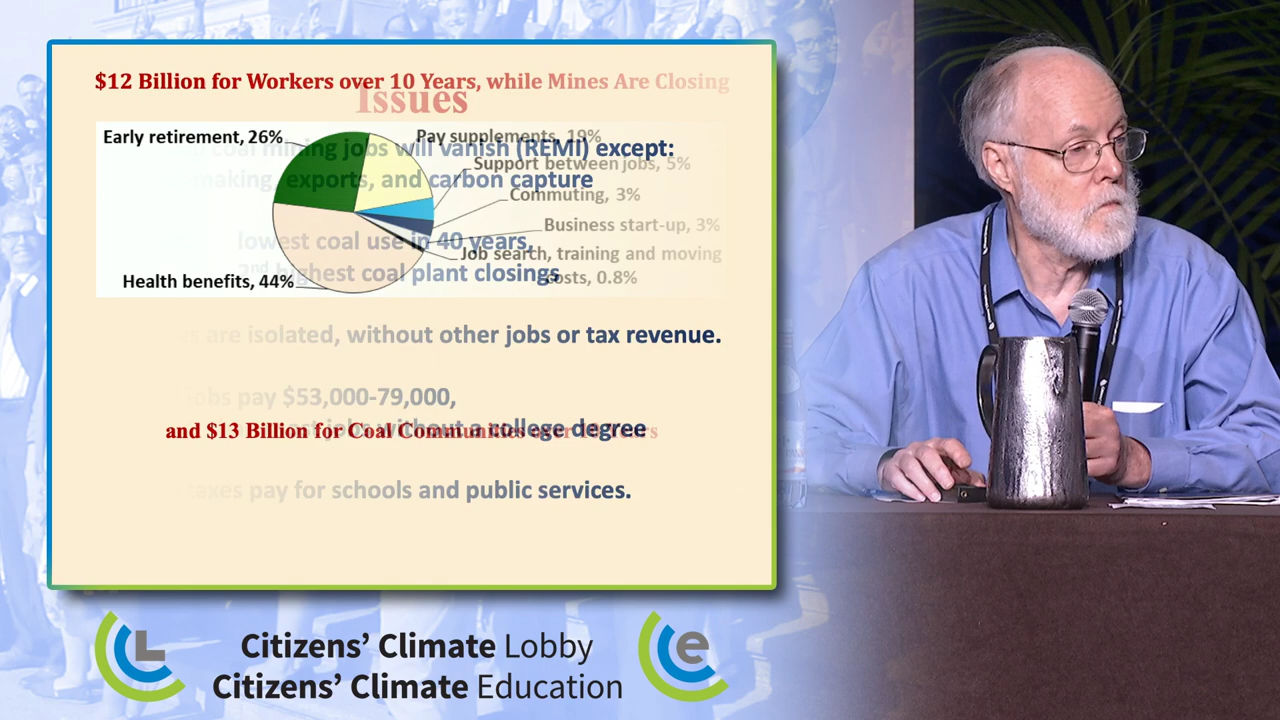 $12 Billion for Workers over 10 Years, while Mines Are Closing
Issues
Early retirement, 26%
Pay supplements, 19%
coal mining jobs will vanish (REMI) except:
Support between jobs, 5%
making, exports, and carbon capture
Commuting, 3%
Business start-up, 3%
lowest coal use in 40 years,
Job search, training and moving
costs, 0.8%
2nd highest coal plant closings
Health benefits, 44%
are isolated, without other jobs or tax revenue.
jobs pay $53,000-79,000,
jobs without a college degree
and $13 Billion for Coal Communities over Years
taxes pay for schools and public services.
L
Citizens' Climate Lobby
Citizens' Climate Education
e